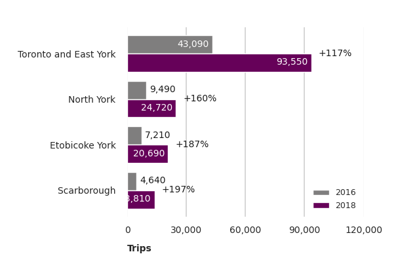 43,090
Toronto and East York +117%
93,550
9,490
North York +160%
24,720
7,210
Etobicoke York +187%
20,690
4,640
Scarborough +197%
2016
2018
0 30,000 60,000 90,000 120,000
Trips